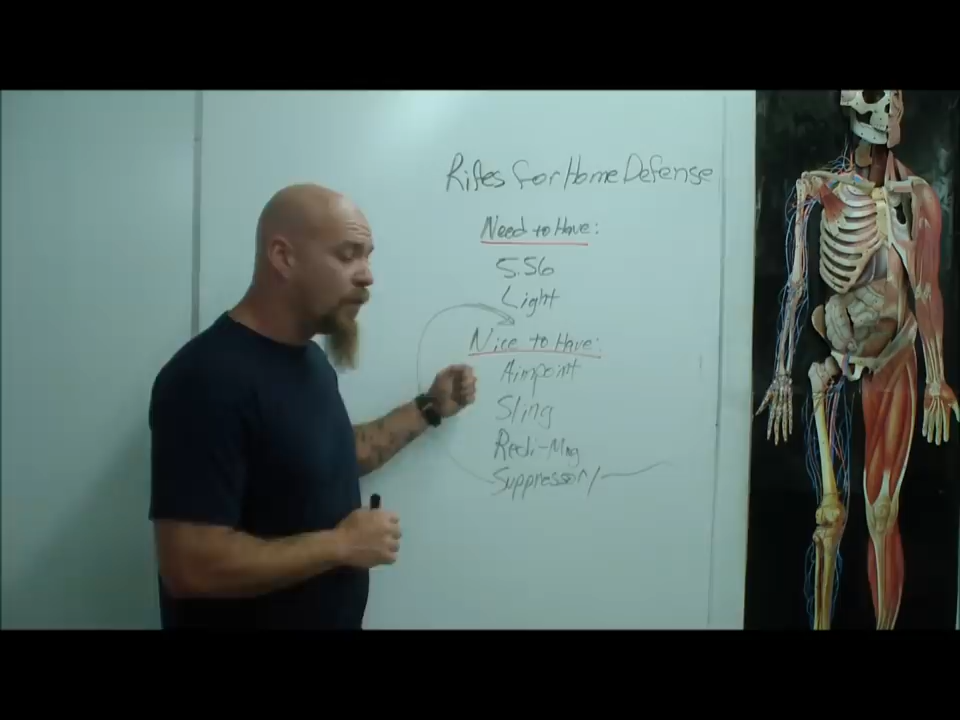 Rifles for Home Defense
Need to Have:
5.56
Light
Nice to Have:
Aimpoint
Sling
Redi-Mag
Suppressor/